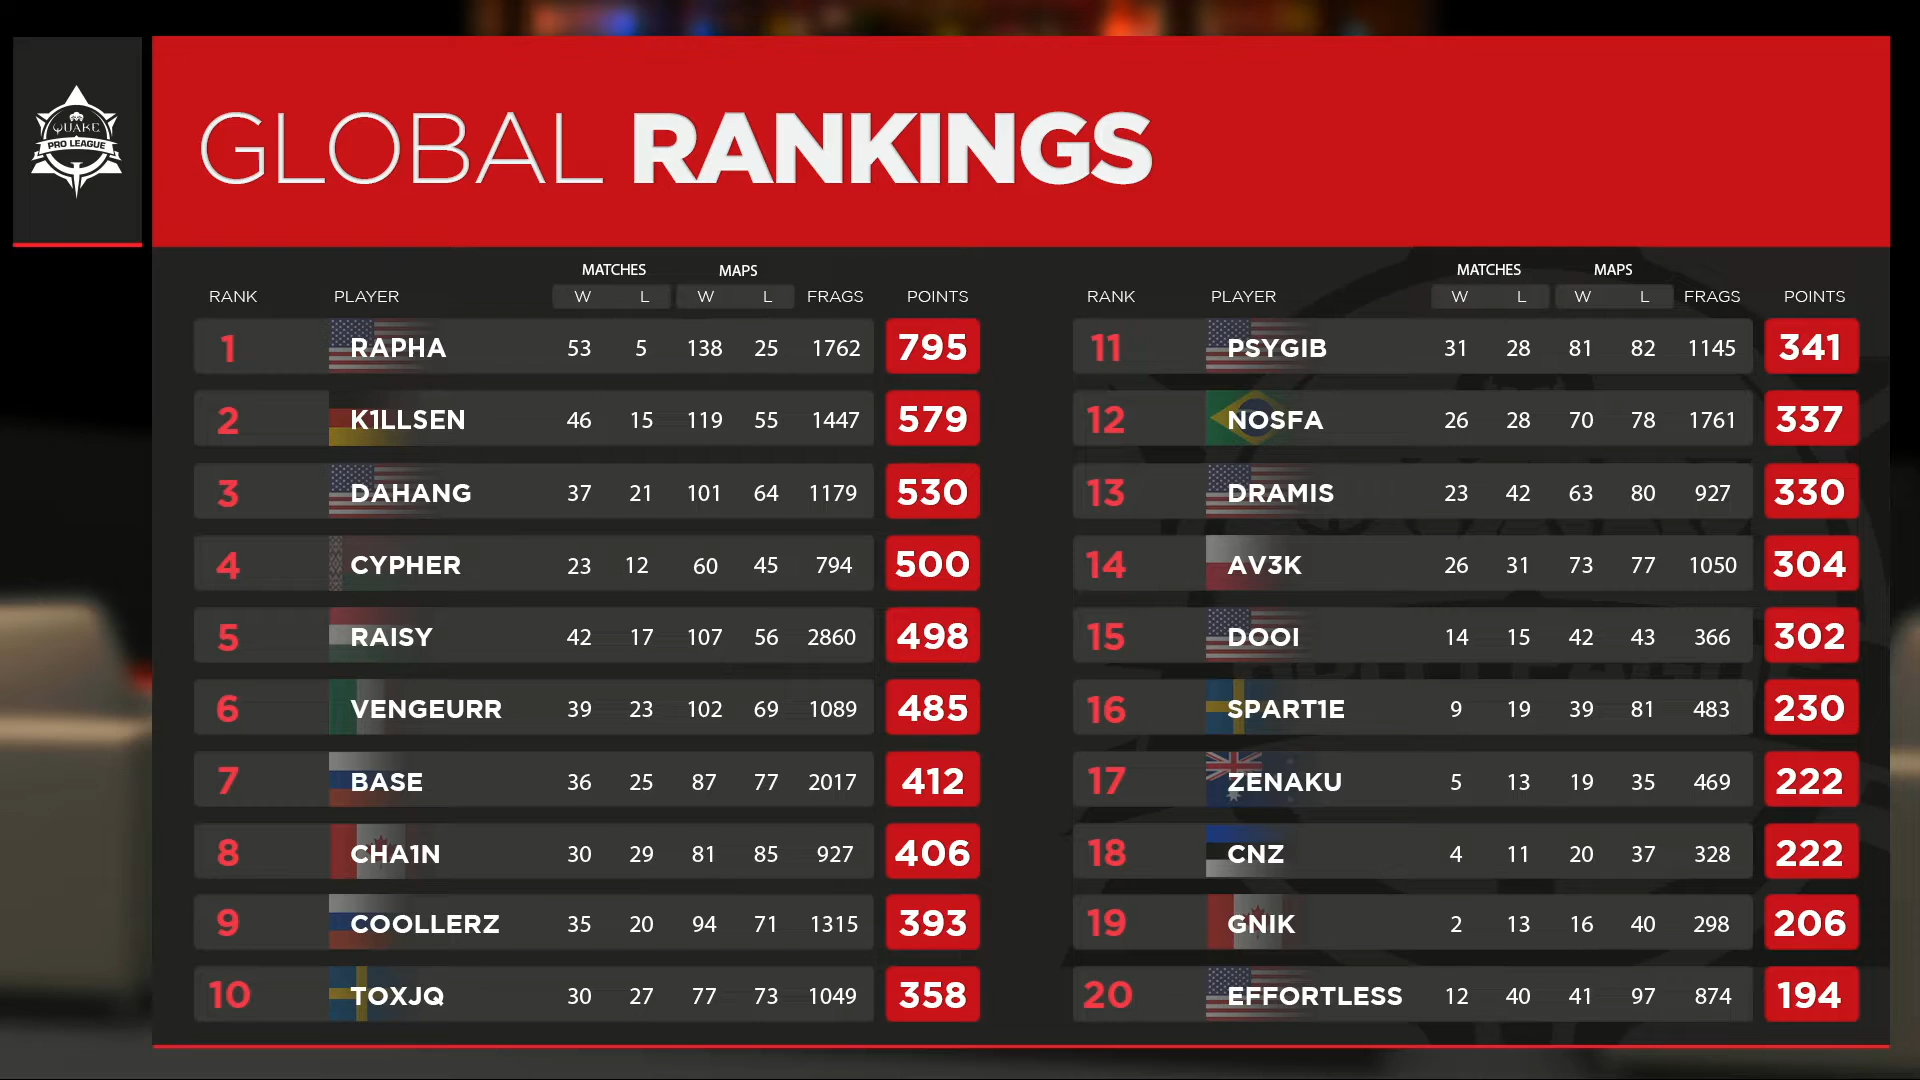 QUAKE
PRO LEAGUE
GLOBAL RANKINGS
MATCHES MAPS
RANK PLAYER W L W L FRAGS POINTS
1 RAPHA 53 5 138 25 1762 795
2 K1LLSEN 46 15 119 55 1447 579
3 DAHANG 37 21 101 64 1179 530
4 CYPHER 23 12 60 45 794 500
5 RAISY 42 17 107 56 2860 498
6 VENGEURR 39 23 102 69 1089 485
7 BASE 36 25 87 77 2017 412
8 CHA1N 30 29 81 85 927 406
9 COOLLERZ 35 20 94 71 1315 393
10 TOXJQ 30 27 77 73 1049 358
MATCHES MAPS
RANK PLAYER W L W L FRAGS POINTS
11 PSYGIB 31 28 81 82 1145 341
12 NOSFA 26 28 70 78 1761 337
13 DRAMIS 23 42 63 80 927 330
14 AV3K 26 31 73 77 1050 304
15 DOOI 14 15 42 43 366 302
16 SPART1E 9 19 39 81 483 230
17 ZENAKU 5 13 19 35 469 222
18 CNZ 4 11 20 37 328 222
19 GNIK 2 13 16 40 298 206
20 EFFORTLESS 12 40 41 97 874 194